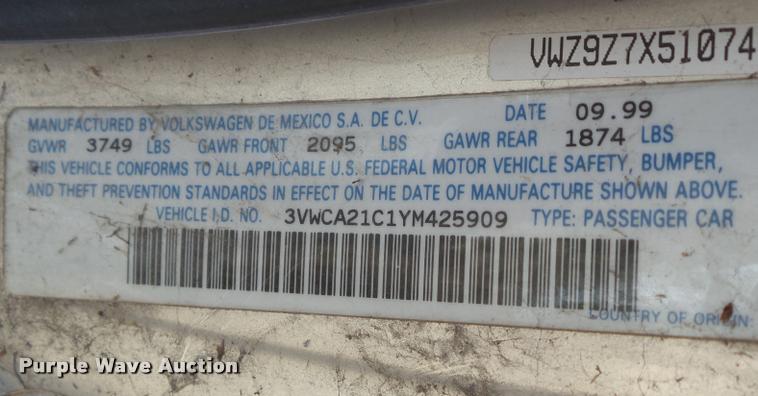 VWZ9Z7X51074
MANUFACTURED BY VOLKSWAGEN DE MEXICO S.A. DE C.V. DATE 09.99
GVWR 3749 LBS GAWR FRONT 2095 LBS GAWR REAR 1874 LBS
THIS VEHICLE CONFORMS TO ALL APPLICABLE U.S. FEDERAL MOTOR VEHICLE SAFETY, BUMPER,
AND THEFT PREVENTION STANDARDS IN EFFECT ON THE DATE OF MANUFACTURE SHOWN ABOVE.
VEHICLE I.D. NO. 3VWCA21C1YM425909 TYPE: PASSENGER CAR
COUNTRY OF ORIGIN:
Purple Wave Auction